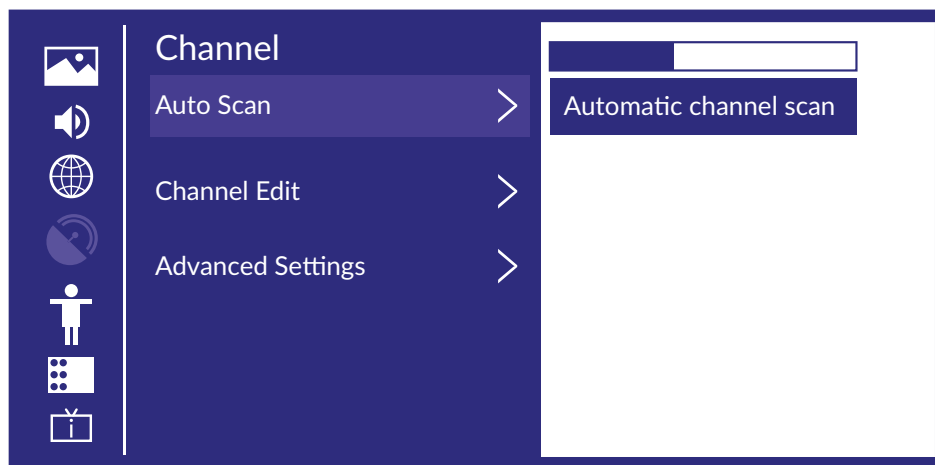 Channel
Auto Scan
Automatic channel scan
Channel Edit
Advanced Settings
i